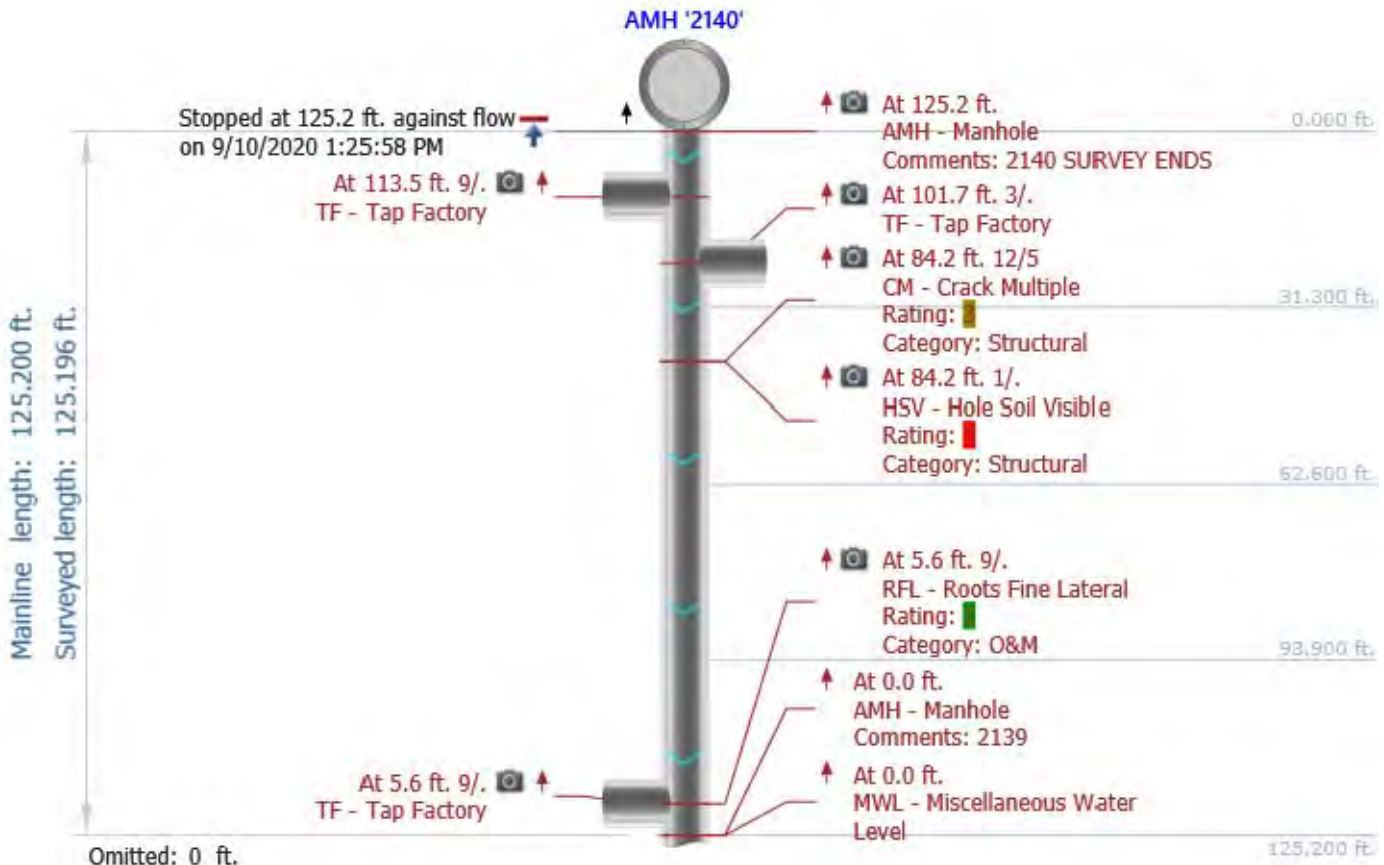 AMH '2140'
Stopped at 125.2 ft. against flow
on 9/10/2020 1:25:58 PM
At 125.2 ft.
AMH - Manhole
Comments: 2140 SURVEY ENDS
0.000 ft.
At 113.5 ft. 9/.
TF - Tap Factory
At 101.7 ft. 3/.
TF - Tap Factory
At 84.2 ft. 12/5
CM - Crack Multiple
Rating: 3
Category: Structural
31.300 ft.
At 84.2 ft. 1/.
HSV - Hole Soil Visible
Rating:
Category: Structural
62.600 ft.
Mainline length: 125.200 ft.
Surveyed length: 125.196 ft.
At 5.6 ft. 9/.
RFL - Roots Fine Lateral
Rating:
Category: O&M
93.900 ft.
At 0.0 ft.
AMH - Manhole
Comments: 2139
At 5.6 ft. 9/.
TF - Tap Factory
At 0.0 ft.
MWL - Miscellaneous Water
Level
125.200 ft.
Omitted: 0 ft.